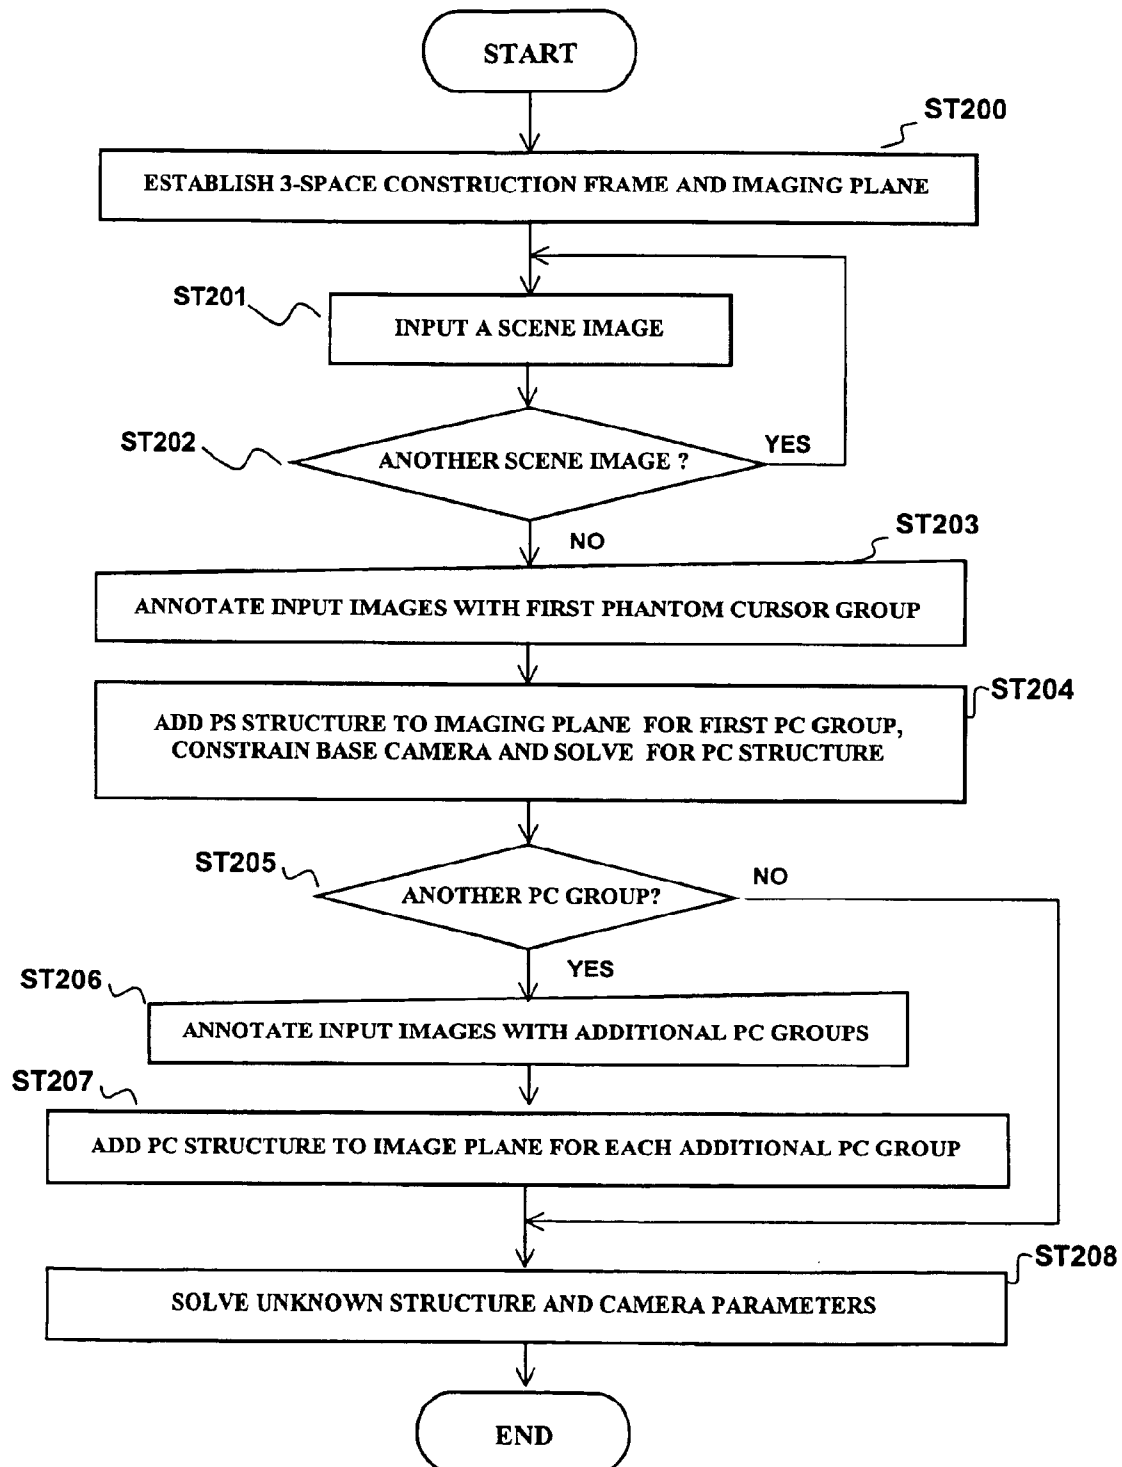 START
ST200
ESTABLISH 3-SPACE CONSTRUCTION FRAME AND IMAGING PLANE
ST201
INPUT A SCENE IMAGE
ST202
ANOTHER SCENE IMAGE ?
YES
NO
ST203
ANNOTATE INPUT IMAGES WITH FIRST PHANTOM CURSOR GROUP
ST204
ADD PS STRUCTURE TO IMAGING PLANE FOR FIRST PC GROUP,
CONSTRAIN BASE CAMERA AND SOLVE FOR PC STRUCTURE
ST205
ANOTHER PC GROUP?
NO
YES
ST206
ANNOTATE INPUT IMAGES WITH ADDITIONAL PC GROUPS
ST207
ADD PC STRUCTURE TO IMAGE PLANE FOR EACH ADDITIONAL PC GROUP
ST208
SOLVE UNKNOWN STRUCTURE AND CAMERA PARAMETERS
END